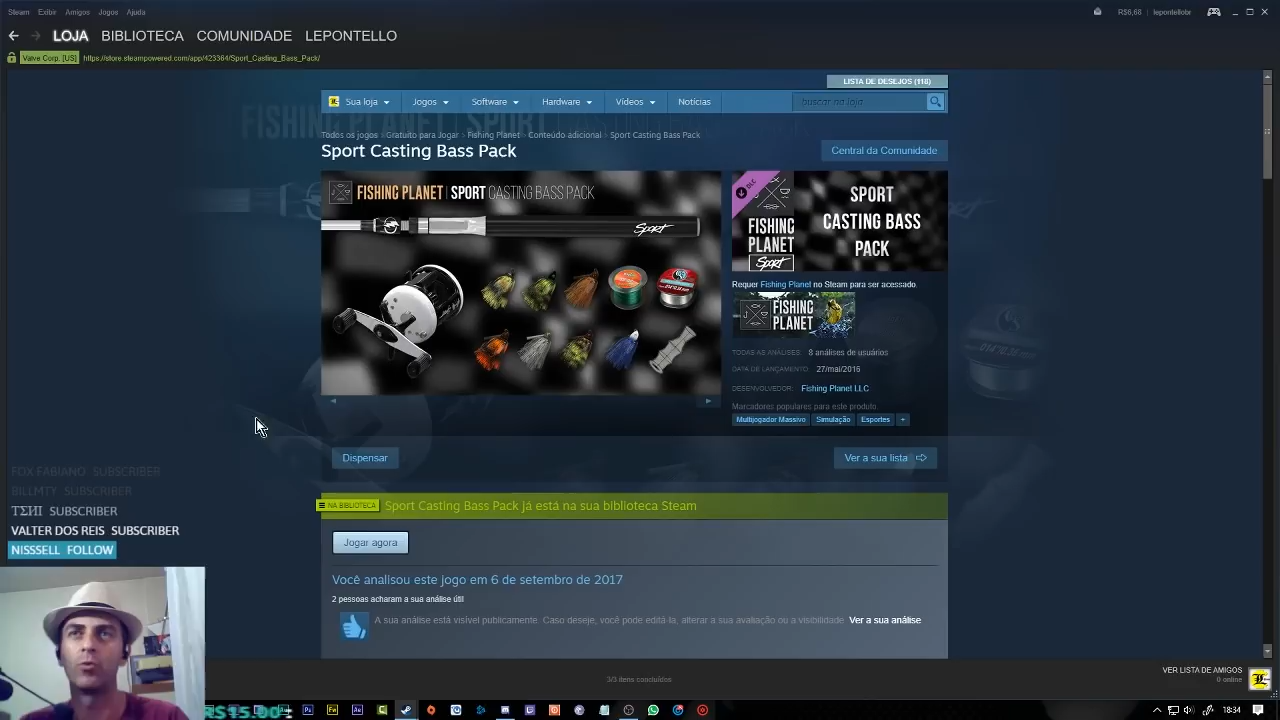 Steam Exibir Amigos Jogos Ajuda
R$6,68 lepontellobr
LOJA BIBLIOTECA COMUNIDADE LEPONTELLO
Valve Corp. [US] https://store.steampowered.com/app/423364/Sport_Casting_Bass_Pack/
LISTA DE DESEJOS (118)
Sua loja Jogos Software Hardware Vídeos Notícias buscar na loja
Todos os jogos > Gratuito para Jogar > Fishing Planet > Conteúdo adicional > Sport Casting Bass Pack
Sport Casting Bass Pack
Central da Comunidade
FISHING PLANET | SPORT CASTING BASS PACK
Sport
DLC
FISHING PLANET
Sport
SPORT
CASTING BASS
PACK
Requer Fishing Planet no Steam para ser acessado.
FISHING
PLANET
TODAS AS ANÁLISES: 8 análises de usuários
DATA DE LANÇAMENTO: 27/mai/2016
DESENVOLVEDOR: Fishing Planet LLC
Marcadores populares para este produto:
Multijogador Massivo Simulação Esportes +
Dispensar
Ver a sua lista
NA BIBLIOTECA Sport Casting Bass Pack já está na sua biblioteca Steam
Jogar agora
Você analisou este jogo em 6 de setembro de 2017
2 pessoas acharam a sua análise útil
A sua análise está visível publicamente. Caso deseje, você pode editá-la, alterar a sua avaliação ou a visibilidade Ver a sua análise
FOX FABIANO SUBSCRIBER
BILLMTY SUBSCRIBER
ΤΣΗΙ SUBSCRIBER
VALTER DOS REIS SUBSCRIBER
NISSSELL FOLLOW
3/3 itens concluídos
VER LISTA DE AMIGOS
0 online
R$15.00
18:34